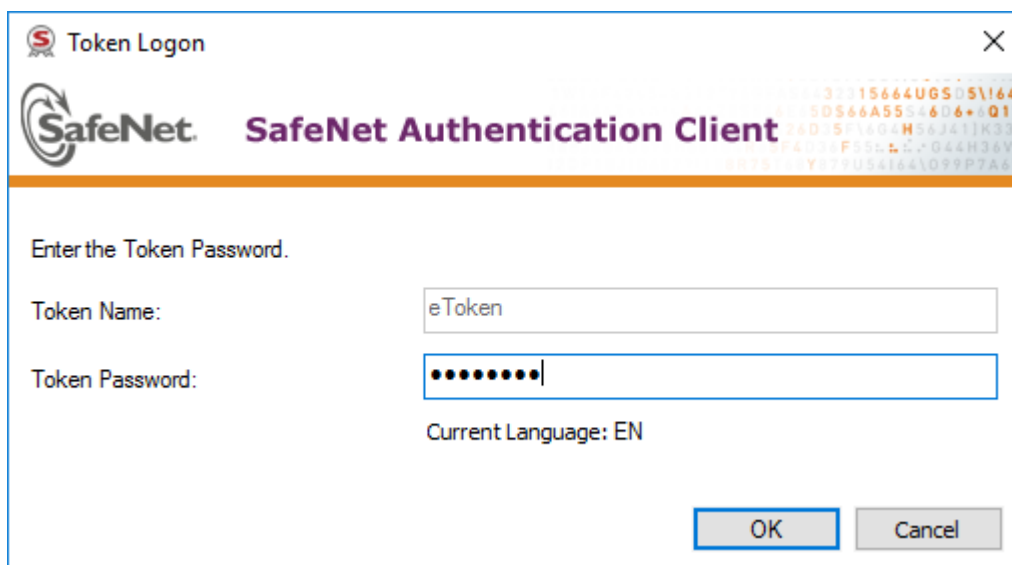 Token Logon
SafeNet. SafeNet Authentication Client
Enter the Token Password.
Token Name: eToken
Token Password: ••••••••
Current Language: EN
OK Cancel